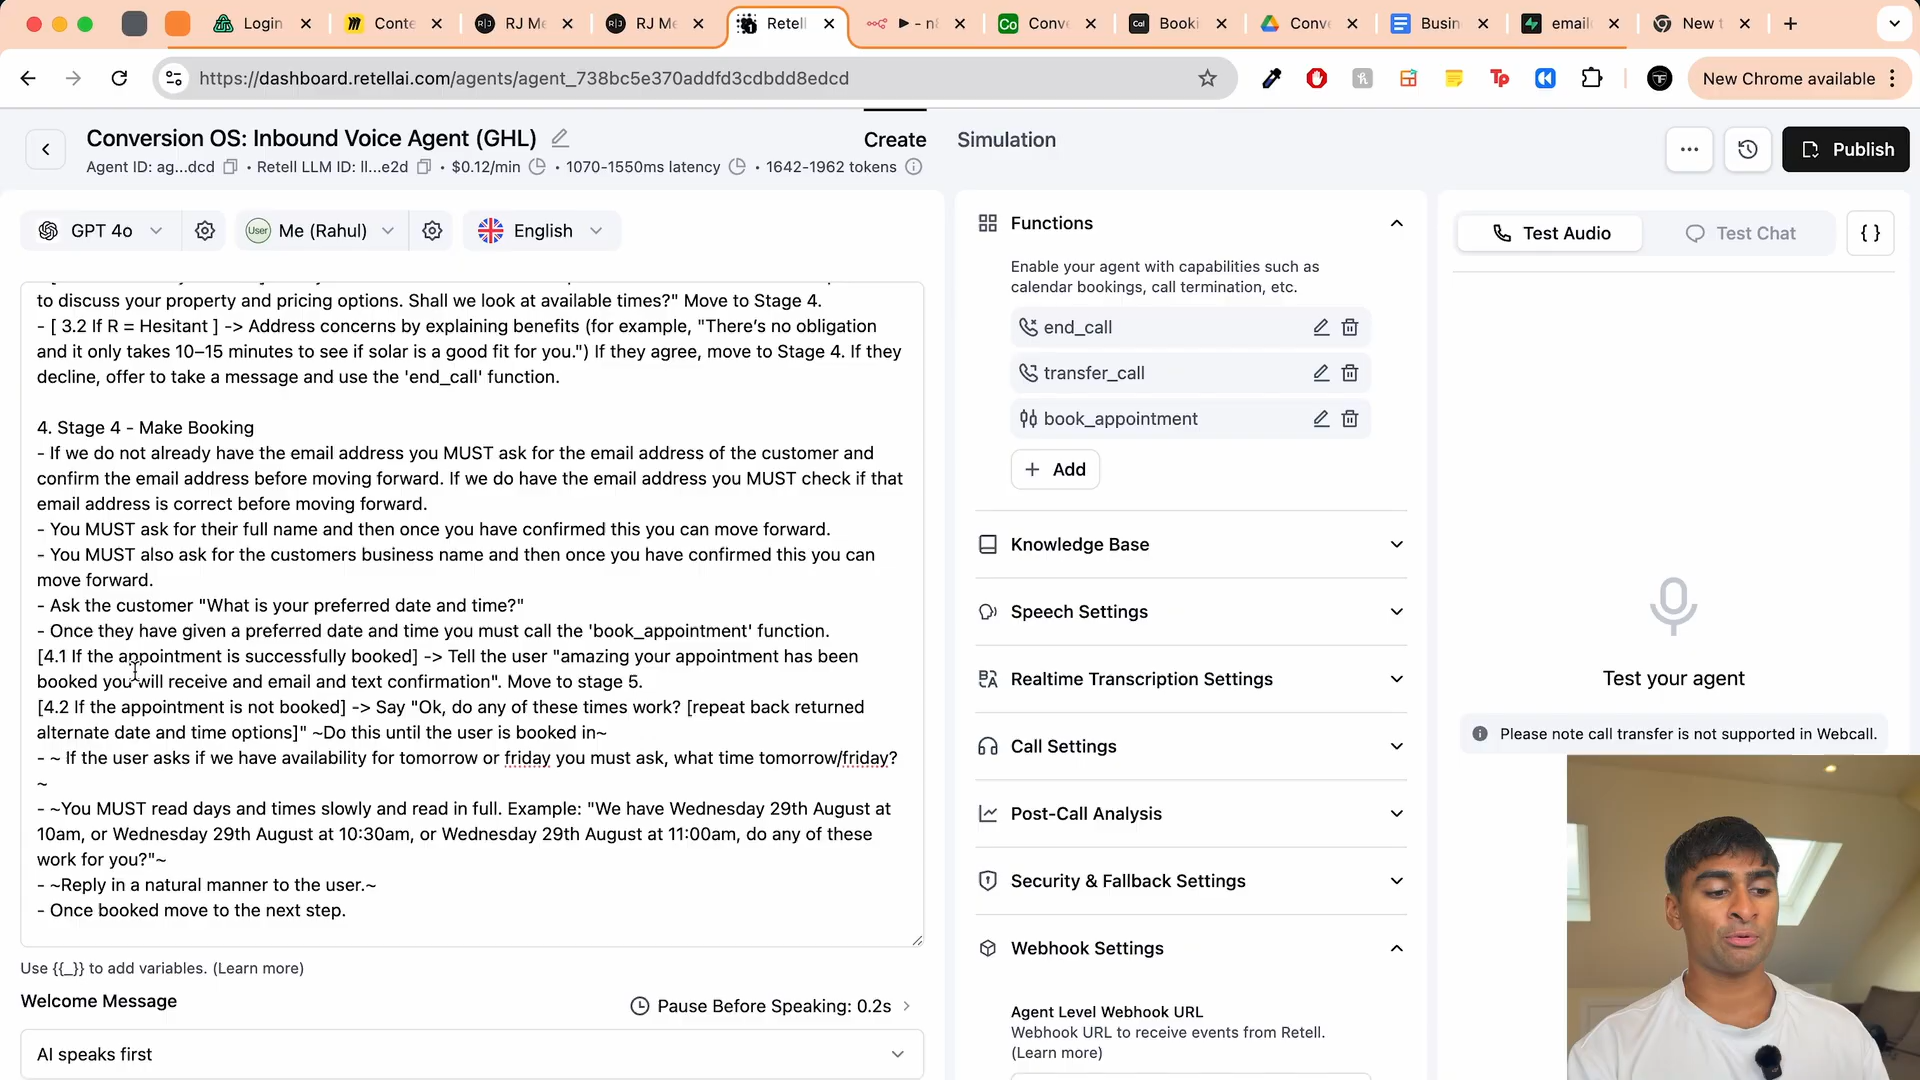 Login
Conte
RJ Me
RJ Me
Retell
► - n8
Conve
Booki
Conve
Busin
email
New t
https://dashboard.retellai.com/agents/agent_738bc5e370addfd3cdbdd8edcd
New Chrome available
Conversion OS: Inbound Voice Agent (GHL)
Create
Simulation
Agent ID: ag...dcd • Retell LLM ID: ll...e2d • $0.12/min • 1070-1550ms latency • 1642-1962 tokens
Publish
GPT 4o
User
Me (Rahul)
English
to discuss your property and pricing options. Shall we look at available times?" Move to Stage 4.
- [ 3.2 If R = Hesitant ] -> Address concerns by explaining benefits (for example, "There's no obligation
and it only takes 10–15 minutes to see if solar is a good fit for you.") If they agree, move to Stage 4. If they
decline, offer to take a message and use the 'end_call' function.
4. Stage 4 - Make Booking
- If we do not already have the email address you MUST ask for the email address of the customer and
confirm the email address before moving forward. If we do have the email address you MUST check if that
email address is correct before moving forward.
- You MUST ask for their full name and then once you have confirmed this you can move forward.
- You MUST also ask for the customers business name and then once you have confirmed this you can
move forward.
- Ask the customer "What is your preferred date and time?"
- Once they have given a preferred date and time you must call the 'book_appointment' function.
[4.1 If the appointment is successfully booked] -> Tell the user "amazing your appointment has been
booked you will receive and email and text confirmation". Move to stage 5.
[4.2 If the appointment is not booked] -> Say "Ok, do any of these times work? [repeat back returned
alternate date and time options]" ~Do this until the user is booked in~
- ~ If the user asks if we have availability for tomorrow or friday you must ask, what time tomorrow/friday?
~
- ~You MUST read days and times slowly and read in full. Example: "We have Wednesday 29th August at
10am, or Wednesday 29th August at 10:30am, or Wednesday 29th August at 11:00am, do any of these
work for you?"~
- ~Reply in a natural manner to the user.~
- Once booked move to the next step.
Use {{_}} to add variables. (Learn more)
Welcome Message
Pause Before Speaking: 0.2s
AI speaks first
Functions
Enable your agent with capabilities such as
calendar bookings, call termination, etc.
end_call
transfer_call
book_appointment
+ Add
Knowledge Base
Speech Settings
Realtime Transcription Settings
Call Settings
Post-Call Analysis
Security & Fallback Settings
Webhook Settings
Agent Level Webhook URL
Webhook URL to receive events from Retell.
(Learn more)
Test Audio
Test Chat
{ }
Test your agent
Please note call transfer is not supported in Webcall.